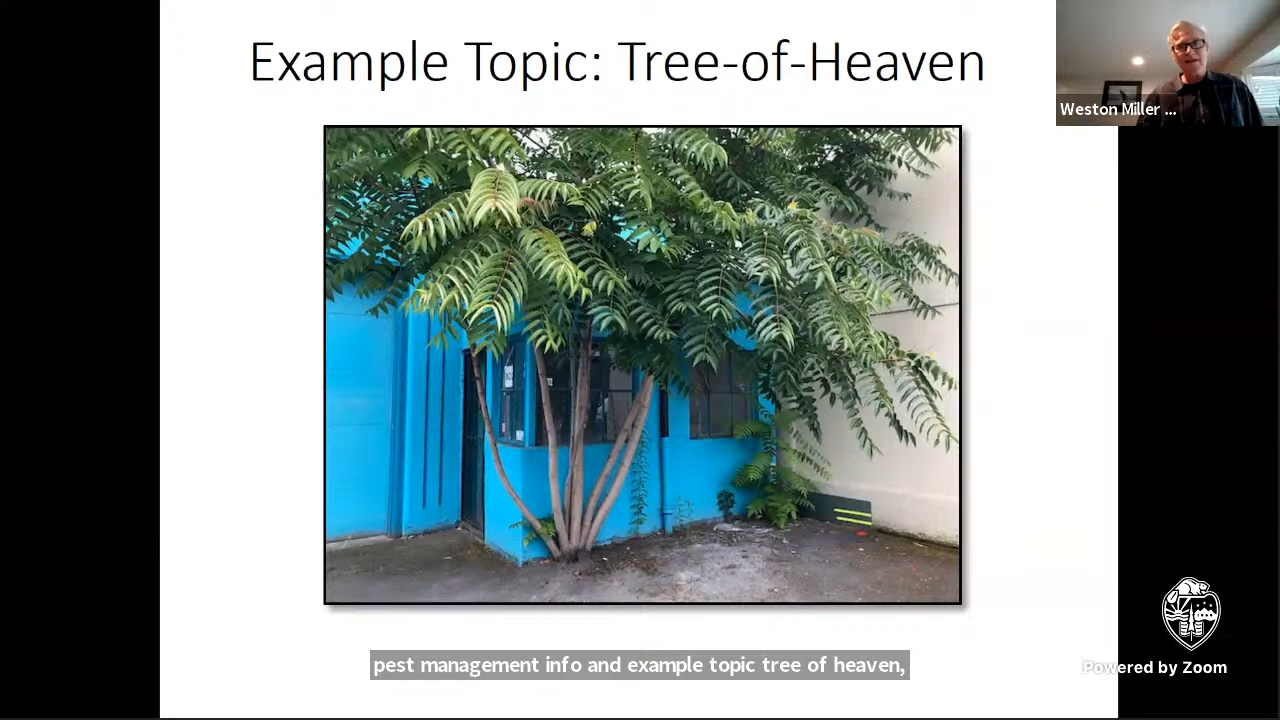 Example Topic: Tree-of-Heaven
Weston Miller ...
pest management info and example topic tree of heaven,
Powered by Zoom